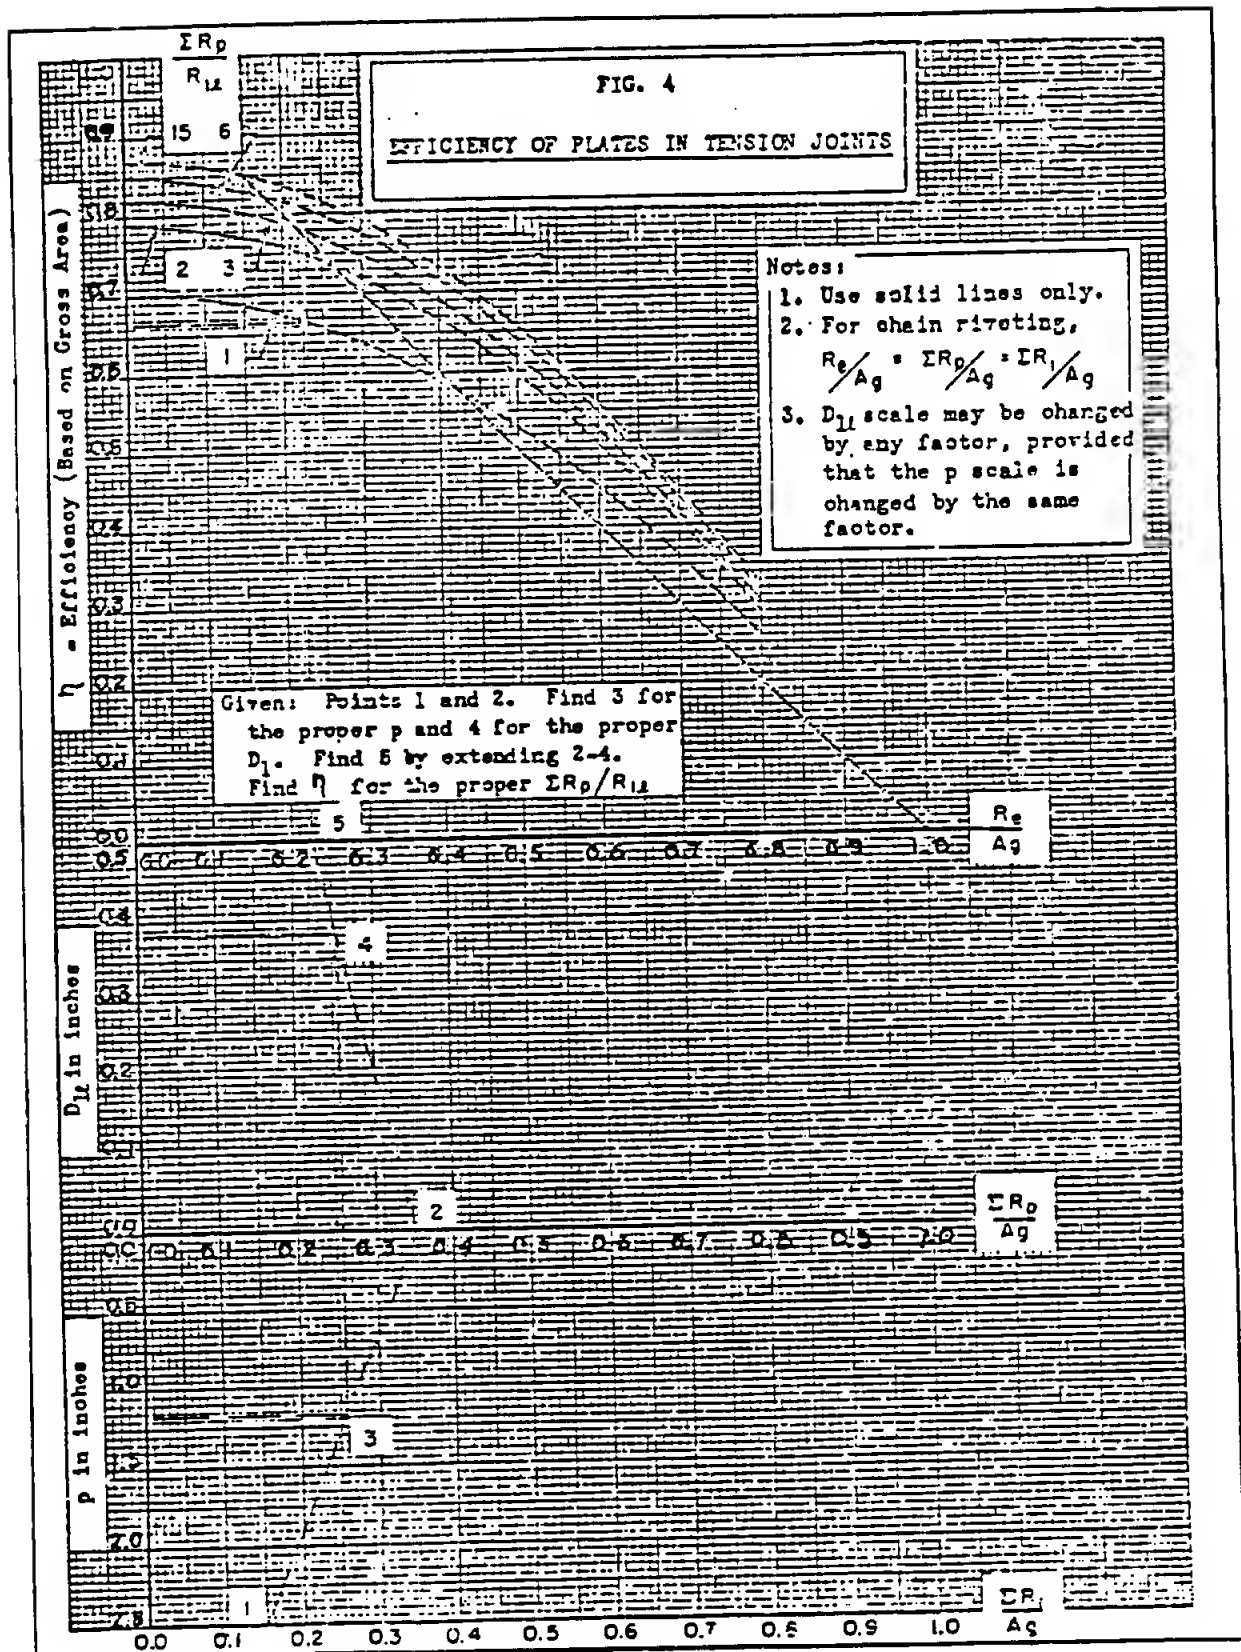 ΣRp
R1u
FIG. 4
15 6
EFFICIENCY OF PLATES IN TENSION JOINTS
0.8
2 3
0.7
1
Notes:
1. Use solid lines only.
2. For chain riveting,
Re/Ag = ΣRp/Ag = ΣR1/Ag
3. D1u scale may be changed
by any factor, provided
that the p scale is
changed by the same
factor.
η = Efficiency (Based on Gross Area)
0.4
0.3
0.2
Given: Points 1 and 2. Find 3 for
the proper p and 4 for the proper
D1. Find 5 by extending 2-4.
Find η for the proper ΣRp/R1u
0.1
5
Re
Ag
0.0
0.5 0.0 0.1 0.2 0.3 0.4 0.5 0.6 0.7 0.8 0.9 1.0
0.4
4
D1u in inches
0.3
0.2
0.1
2
ΣRp
Ag
0.0
0.0 0.0 0.1 0.2 0.3 0.4 0.5 0.6 0.7 0.8 0.9 1.0
0.5
p in inches
1.0
3
2.0
1
2.5
ΣR1
Ag
0.0 0.1 0.2 0.3 0.4 0.5 0.6 0.7 0.8 0.9 1.0